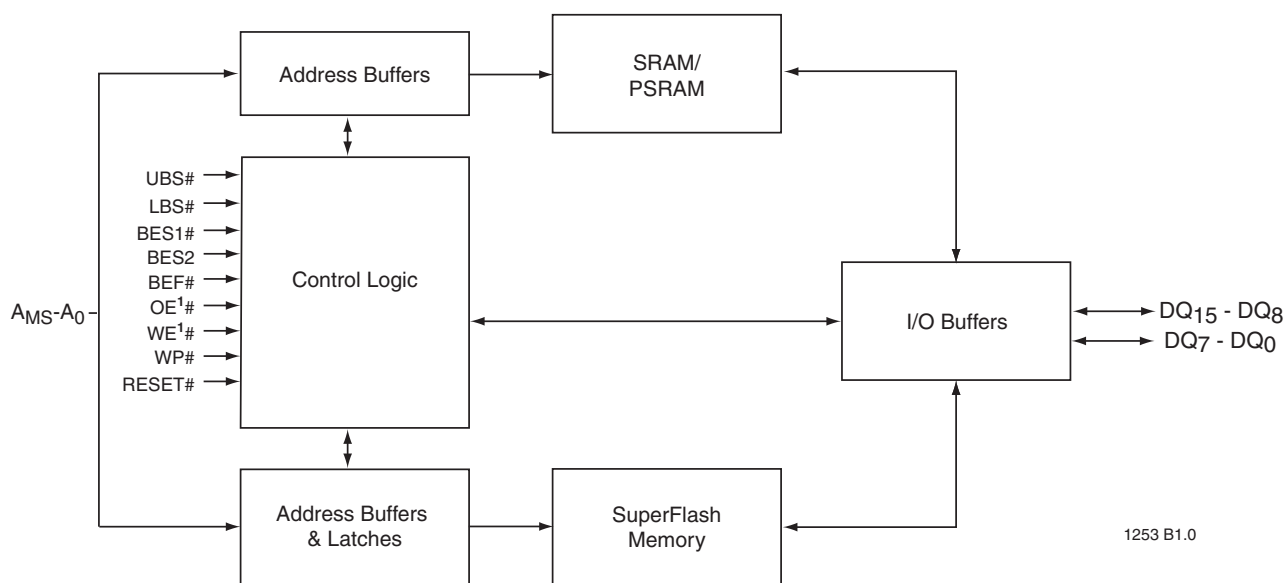 Address Buffers
SRAM/
PSRAM
UBS#
LBS#
BES1#
BES2
BEF#
OE¹#
WE¹#
WP#
RESET#
Control Logic
AMS-A0
I/O Buffers
DQ15 - DQ8
DQ7 - DQ0
Address Buffers
& Latches
SuperFlash
Memory
1253 B1.0